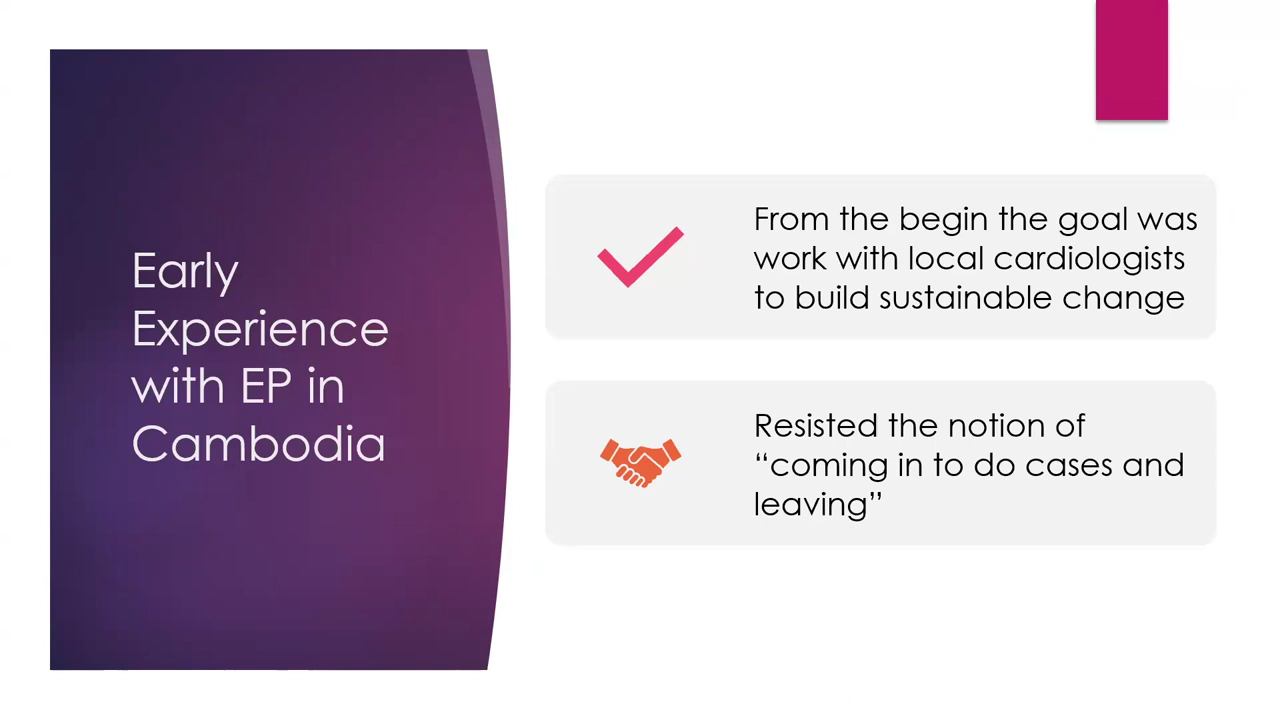 Early
Experience
with EP in
Cambodia
From the begin the goal was
work with local cardiologists
to build sustainable change
Resisted the notion of
“coming in to do cases and
leaving”